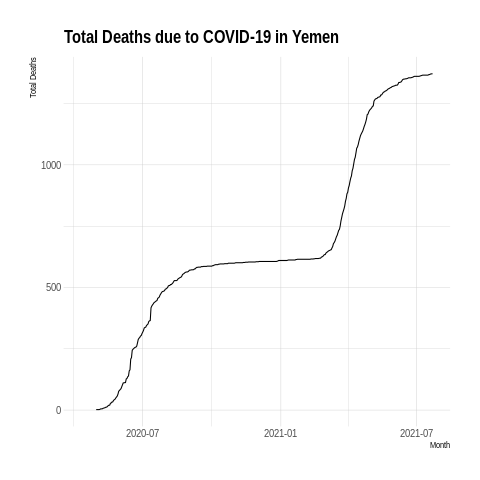 Total Deaths due to COVID-19 in Yemen
Total Deaths
1000
500
0
2020-07
2021-01
2021-07
Month